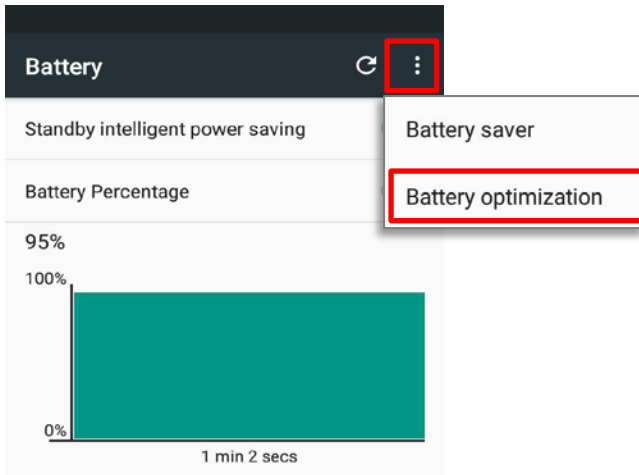 Battery
Standby intelligent power saving
Battery saver
Battery Percentage
Battery optimization
95%
100%
0%
1 min 2 secs